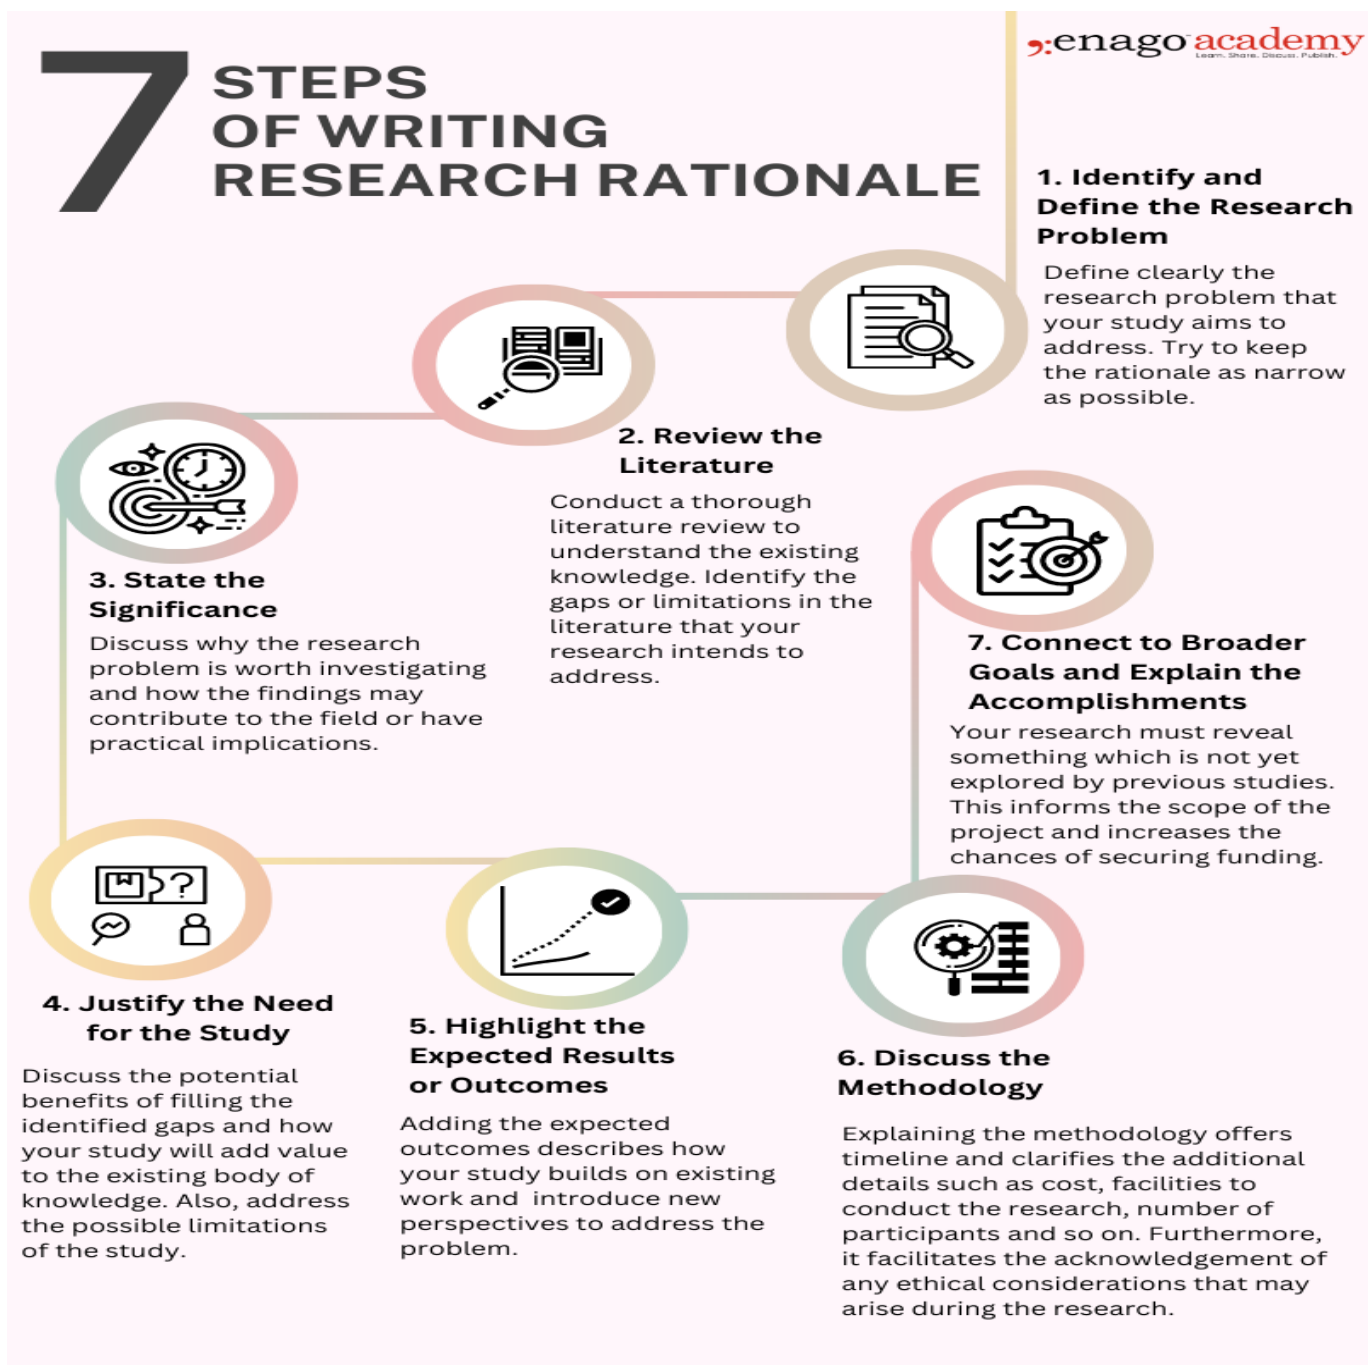 7
STEPS
OF WRITING
RESEARCH RATIONALE
enago academy
Learn. Share. Discuss. Publish.
1. Identify and
Define the Research
Problem
Define clearly the
research problem that
your study aims to
address. Try to keep
the rationale as narrow
as possible.
2. Review the
Literature
Conduct a thorough
literature review to
understand the existing
knowledge. Identify the
gaps or limitations in the
literature that your
research intends to
address.
3. State the
Significance
Discuss why the research
problem is worth investigating
and how the findings may
contribute to the field or have
practical implications.
4. Justify the Need
for the Study
Discuss the potential
benefits of filling the
identified gaps and how
your study will add value
to the existing body of
knowledge. Also, address
the possible limitations
of the study.
5. Highlight the
Expected Results
or Outcomes
Adding the expected
outcomes describes how
your study builds on existing
work and introduce new
perspectives to address the
problem.
6. Discuss the
Methodology
Explaining the methodology offers
timeline and clarifies the additional
details such as cost, facilities to
conduct the research, number of
participants and so on. Furthermore,
it facilitates the acknowledgement of
any ethical considerations that may
arise during the research.
7. Connect to Broader
Goals and Explain the
Accomplishments
Your research must reveal
something which is not yet
explored by previous studies.
This informs the scope of the
project and increases the
chances of securing funding.